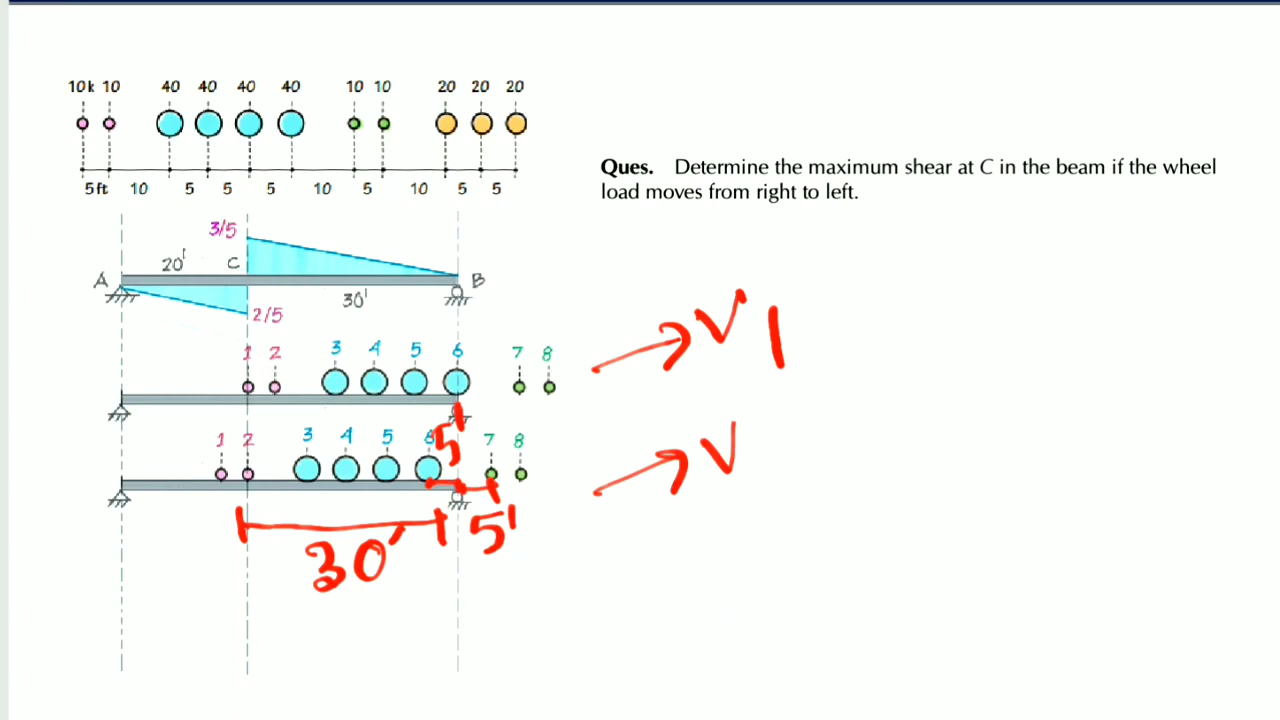 10k 10 40 40 40 40 10 10 20 20 20
5ft 10 5 5 5 10 5 10 5 5
Ques. Determine the maximum shear at C in the beam if the wheel
load moves from right to left.
3/5
20' C
A B
30'
2/5
1 2 3 4 5 6 7 8
V1
1 2 3 4 5 6 7 8
5'
V
5'
30'